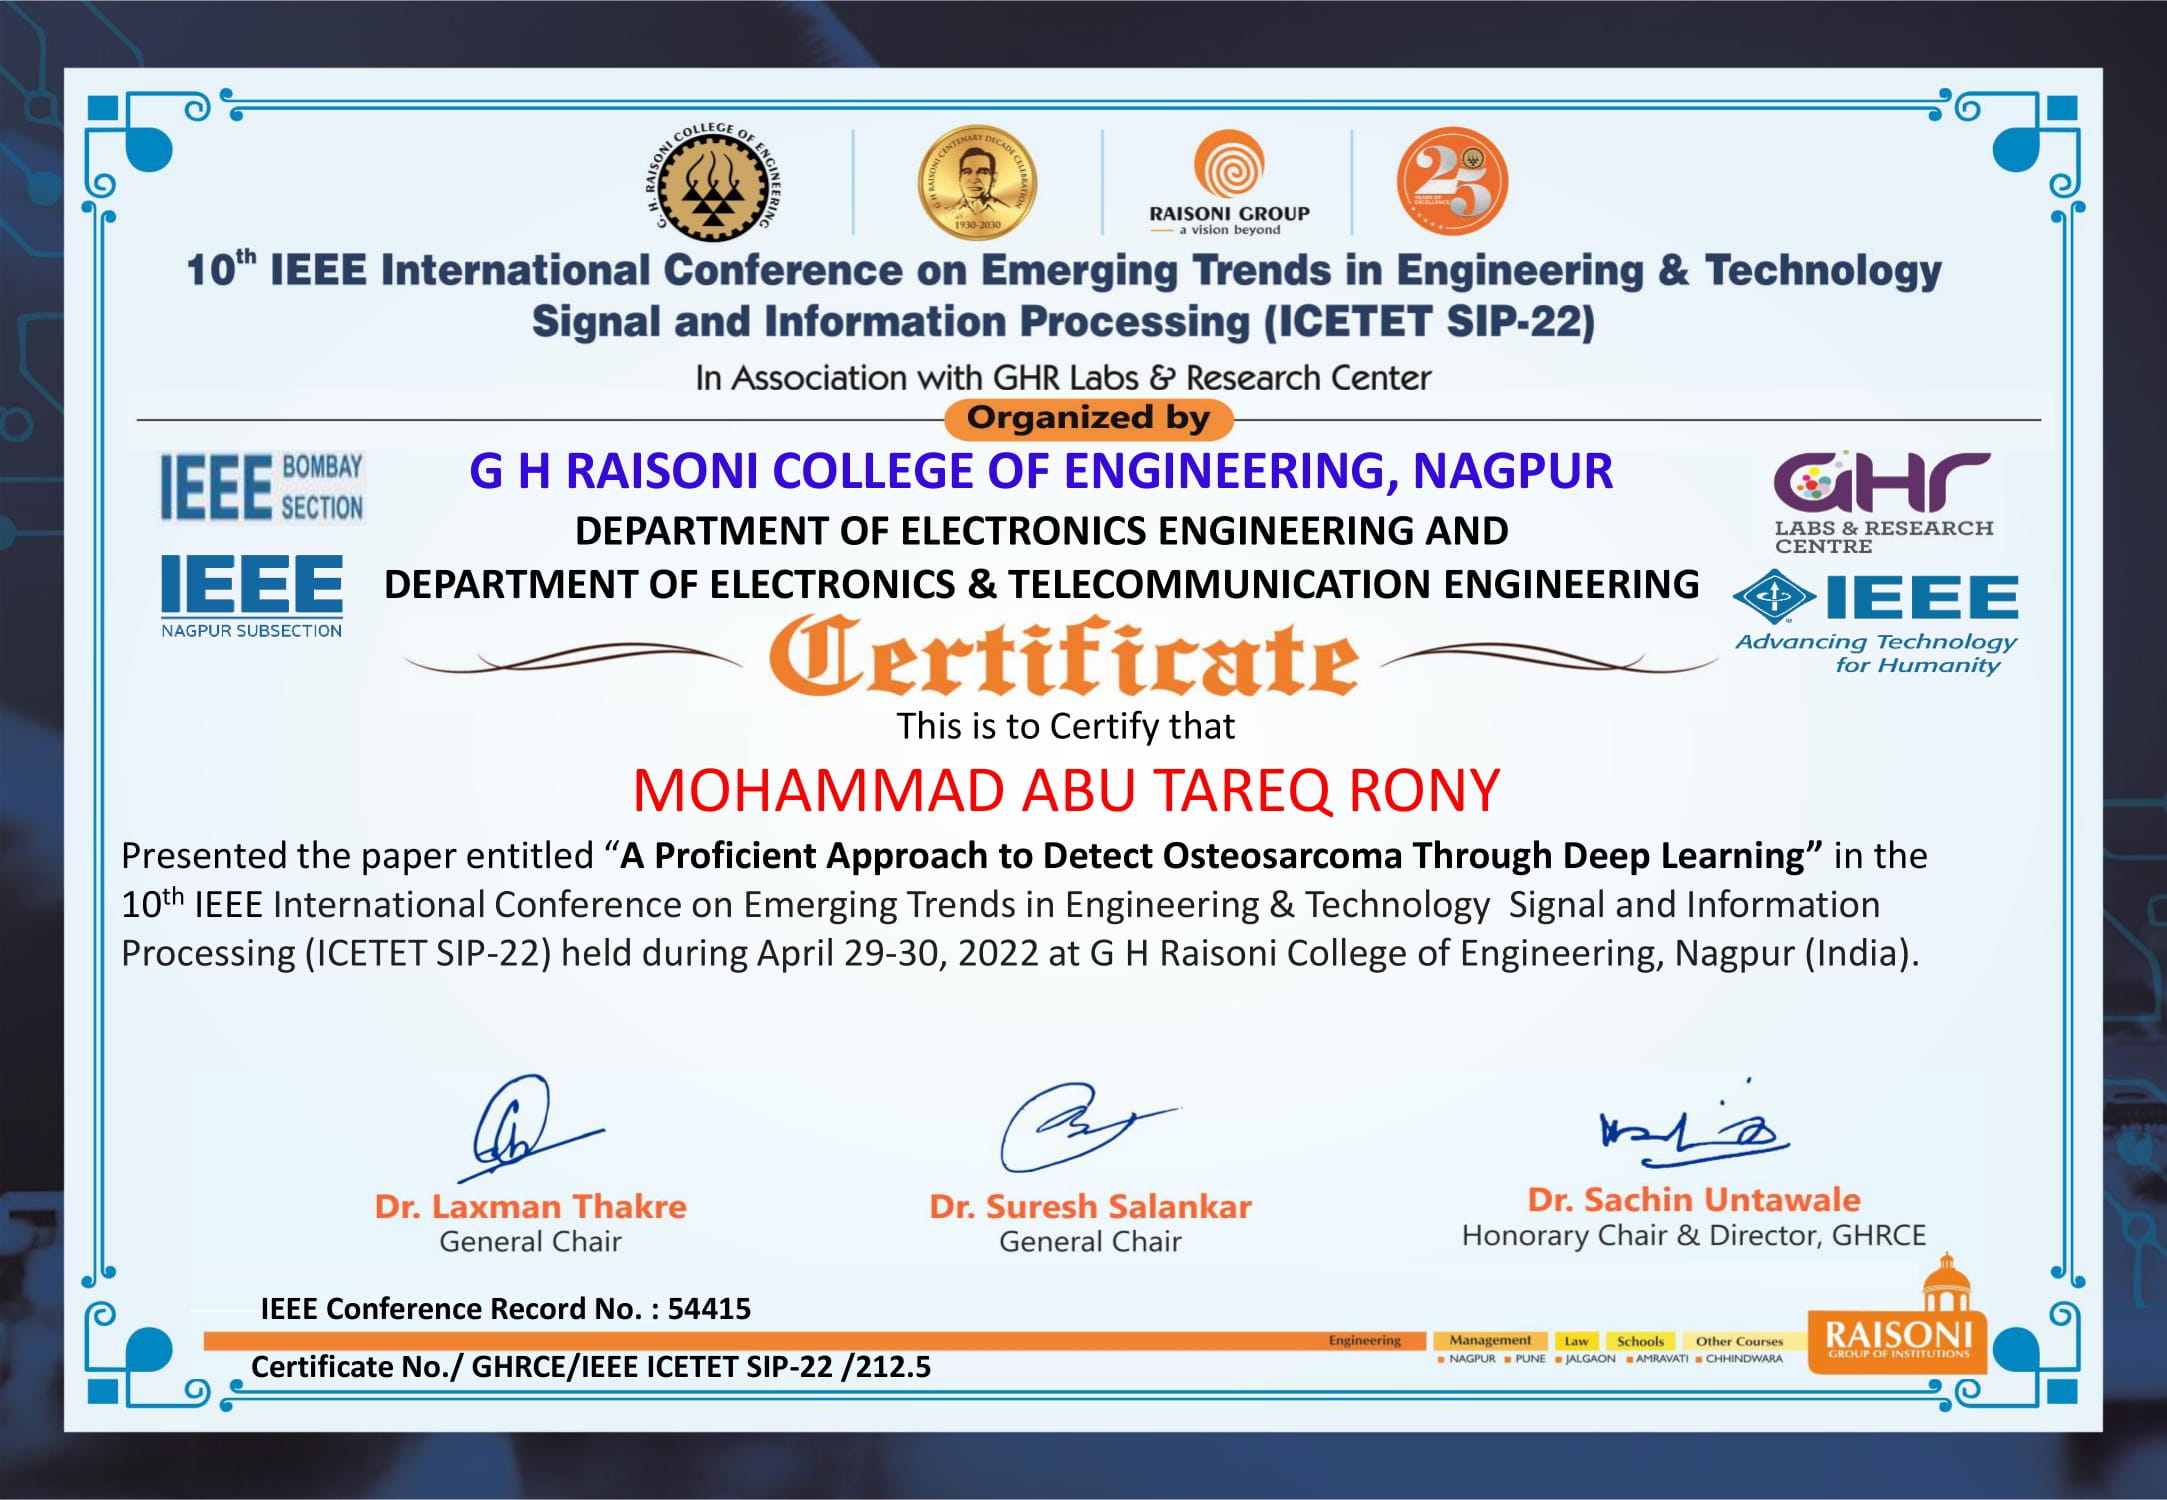 G. H. RAISONI COLLEGE OF ENGINEERING
G H RAISONI CENTENARY DECADE CELEBRATION
1930-2030
RAISONI GROUP
a vision beyond
25
YEARS OF
EXCELLENCE
10th IEEE International Conference on Emerging Trends in Engineering & Technology
Signal and Information Processing (ICETET SIP-22)
In Association with GHR Labs & Research Center
Organized by
IEEE BOMBAY
SECTION
G H RAISONI COLLEGE OF ENGINEERING, NAGPUR
GHR
LABS & RESEARCH
CENTRE
DEPARTMENT OF ELECTRONICS ENGINEERING AND
DEPARTMENT OF ELECTRONICS & TELECOMMUNICATION ENGINEERING
IEEE
NAGPUR SUBSECTION
IEEE
Advancing Technology
for Humanity
Certificate
This is to Certify that
MOHAMMAD ABU TAREQ RONY
Presented the paper entitled “A Proficient Approach to Detect Osteosarcoma Through Deep Learning” in the
10th IEEE International Conference on Emerging Trends in Engineering & Technology Signal and Information
Processing (ICETET SIP-22) held during April 29-30, 2022 at G H Raisoni College of Engineering, Nagpur (India).
Dr. Laxman Thakre
General Chair
Dr. Suresh Salankar
General Chair
Dr. Sachin Untawale
Honorary Chair & Director, GHRCE
IEEE Conference Record No. : 54415
Engineering Management Law Schools Other Courses
NAGPUR PUNE JALGAON AMRAVATI CHHINDWARA
RAISONI
GROUP OF INSTITUTIONS
Certificate No./ GHRCE/IEEE ICETET SIP-22 /212.5